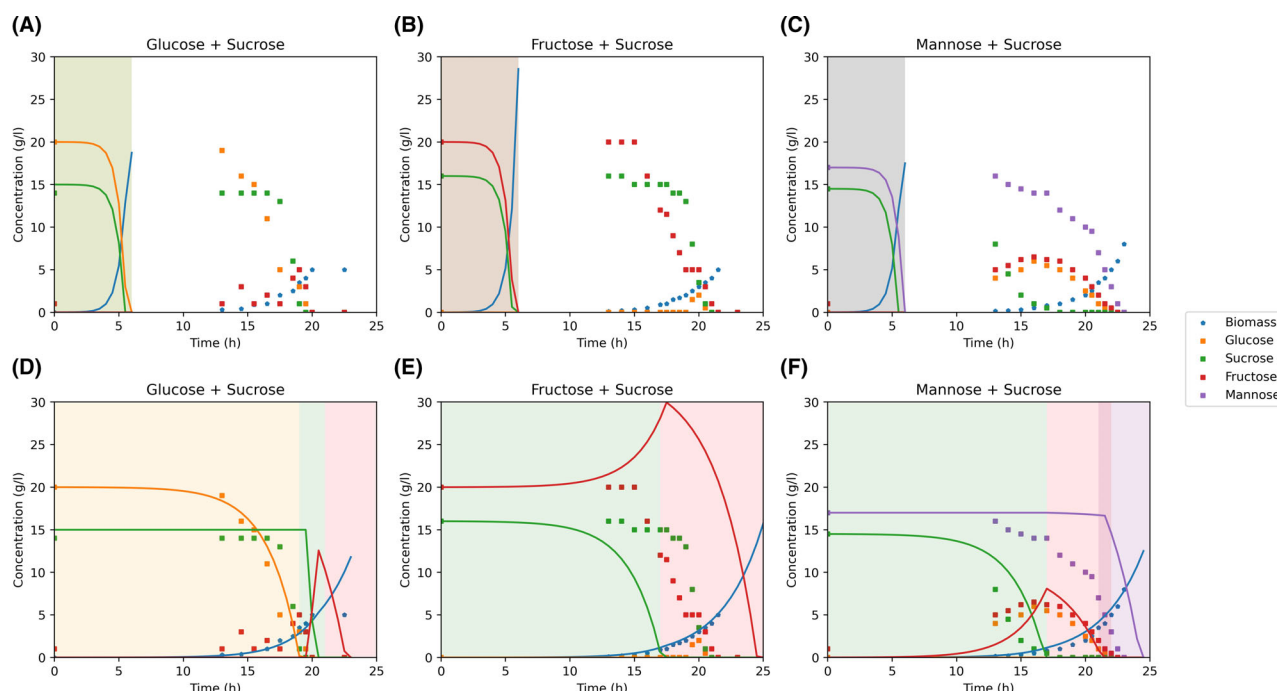 (A)
Glucose + Sucrose
Concentration (g/l)
30
25
20
15
10
5
0
0 5 10 15 20 25
Time (h)
(B)
Fructose + Sucrose
Concentration (g/l)
30
25
20
15
10
5
0
0 5 10 15 20 25
Time (h)
(C)
Mannose + Sucrose
Concentration (g/l)
30
25
20
15
10
5
0
0 5 10 15 20 25
Time (h)
Biomass
Glucose
Sucrose
Fructose
Mannose
(D)
Glucose + Sucrose
Concentration (g/l)
30
25
20
15
10
5
0
0 5 10 15 20 25
Time (h)
(E)
Fructose + Sucrose
Concentration (g/l)
30
25
20
15
10
5
0
0 5 10 15 20 25
Time (h)
(F)
Mannose + Sucrose
Concentration (g/l)
30
25
20
15
10
5
0
0 5 10 15 20 25
Time (h)